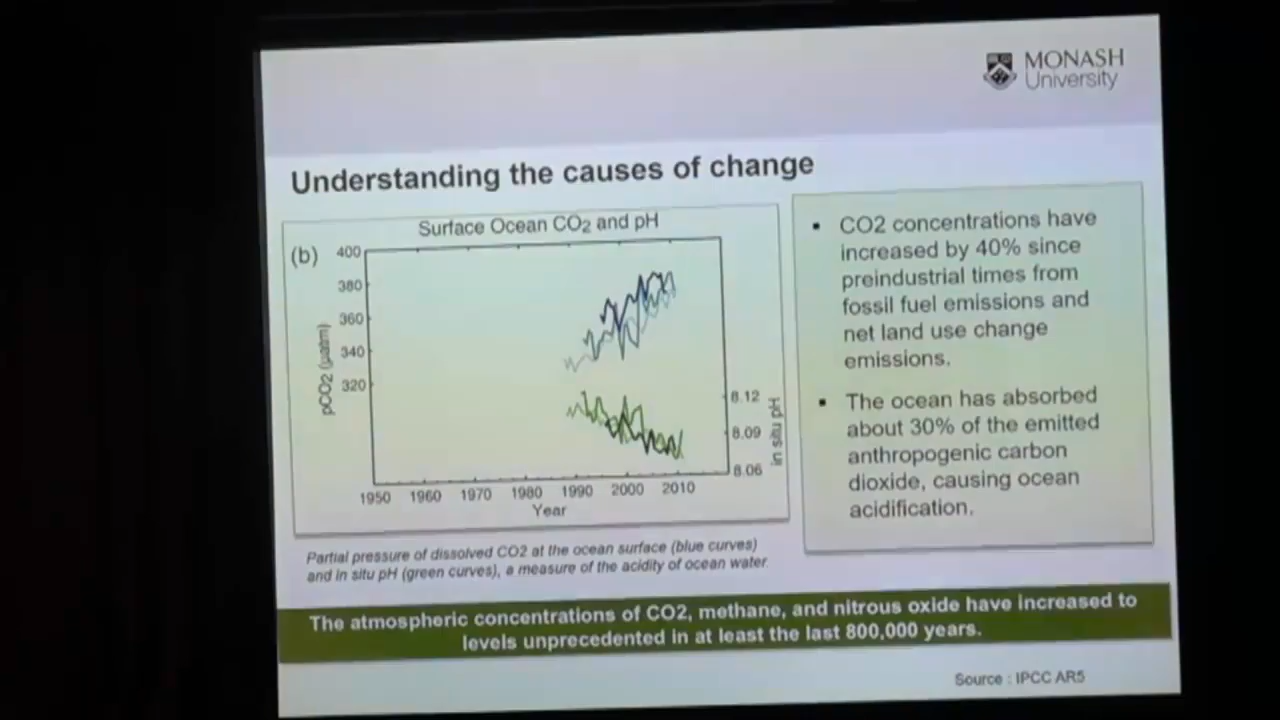 MONASH
University
Understanding the causes of change
Surface Ocean CO2 and pH
(b)
400
380
360
340
320
pCO2 (µatm)
8.12
8.09
8.06
in situ pH
1950 1960 1970 1980 1990 2000 2010
Year
Partial pressure of dissolved CO2 at the ocean surface (blue curves)
and in situ pH (green curves), a measure of the acidity of ocean water.
▪ CO2 concentrations have
increased by 40% since
preindustrial times from
fossil fuel emissions and
net land use change
emissions.
▪ The ocean has absorbed
about 30% of the emitted
anthropogenic carbon
dioxide, causing ocean
acidification.
The atmospheric concentrations of CO2, methane, and nitrous oxide have increased to
levels unprecedented in at least the last 800,000 years.
Source : IPCC AR5